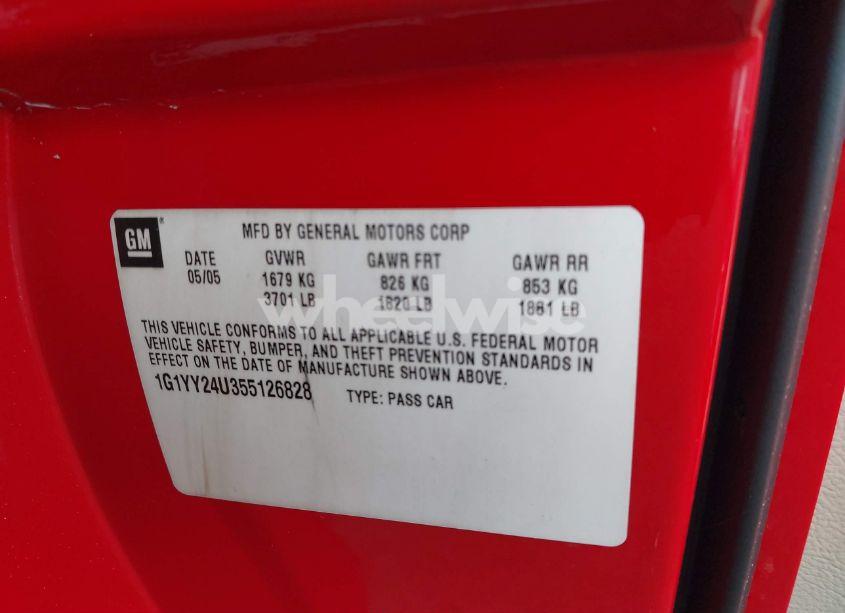 GM
MFD BY GENERAL MOTORS CORP
DATE GVWR GAWR FRT GAWR RR
05/05 1679 KG 826 KG 853 KG
3701 LB 1820 LB 1881 LB
THIS VEHICLE CONFORMS TO ALL APPLICABLE U.S. FEDERAL MOTOR
VEHICLE SAFETY, BUMPER, AND THEFT PREVENTION STANDARDS IN
EFFECT ON THE DATE OF MANUFACTURE SHOWN ABOVE.
1G1YY24U355126828 TYPE: PASS CAR
wheelwise